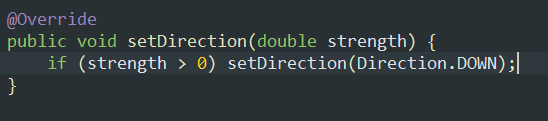 @Override
public void setDirection(double strength) {
    if (strength > 0) setDirection(Direction.DOWN);
}